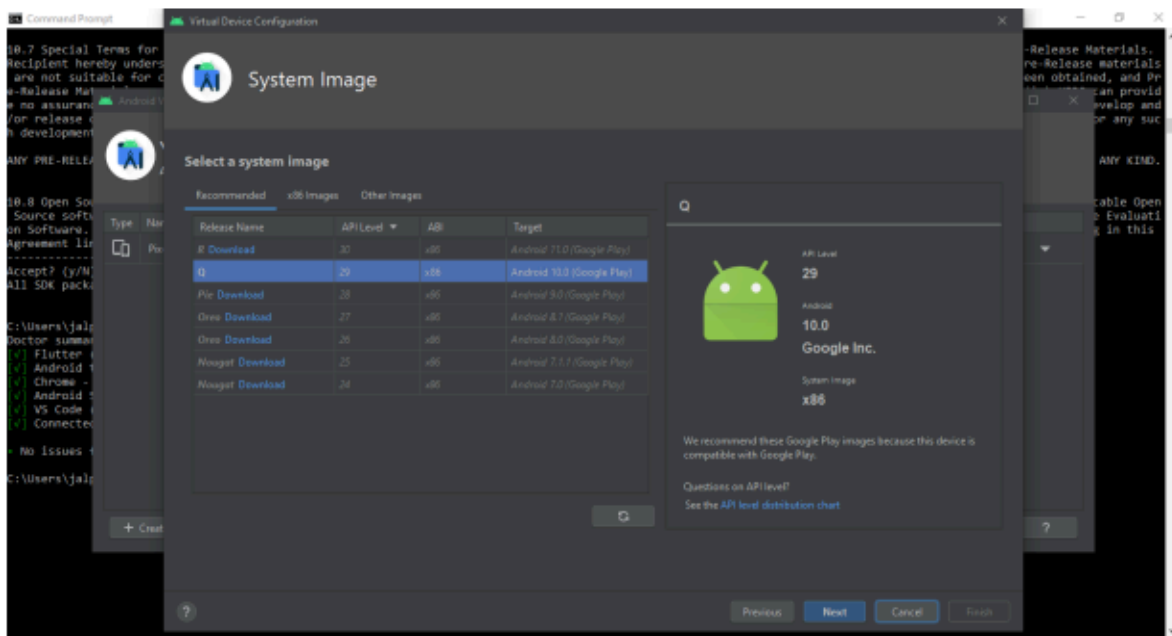 Command Prompt
10.7 Special Terms for
Recipient hereby unders
are not suitable for c
e-Release Mat
e no assuranc
/or release
h development
ANY PRE-RELEA
10.8 Open Sou
Source softw
on Software.
Agreement lin
Accept? (y/N)
All SDK packa
C:\Users\jalp
Doctor summar
[√] Flutter
[√] Android t
[√] Chrome -
[√] Android S
[√] VS Code
[√] Connected
• No issues f
C:\Users\jalp
-Release Materials.
re-Release materials
een obtained, and Pr
can provid
evelop and
or any suc
ANY KIND.
cable Open
e Evaluati
g in this
Android V
Type
+ Creat
?
Virtual Device Configuration
System Image
Select a system image
Recommended x86 Images Other Images
Release Name API Level ABI Target
R Download 30 x86 Android 11.0 (Google Play)
Q 29 x86 Android 10.0 (Google Play)
Pie Download 28 x86 Android 9.0 (Google Play)
Oreo Download 27 x86 Android 8.1 (Google Play)
Oreo Download 26 x86 Android 8.0 (Google Play)
Nougat Download 25 x86 Android 7.1.1 (Google Play)
Nougat Download 24 x86 Android 7.0 (Google Play)
Q
API Level
29
Android
10.0
Google Inc.
System Image
x86
We recommend these Google Play images because this device is
compatible with Google Play.
Questions on API level?
See the API level distribution chart
?
Previous Next Cancel Finish